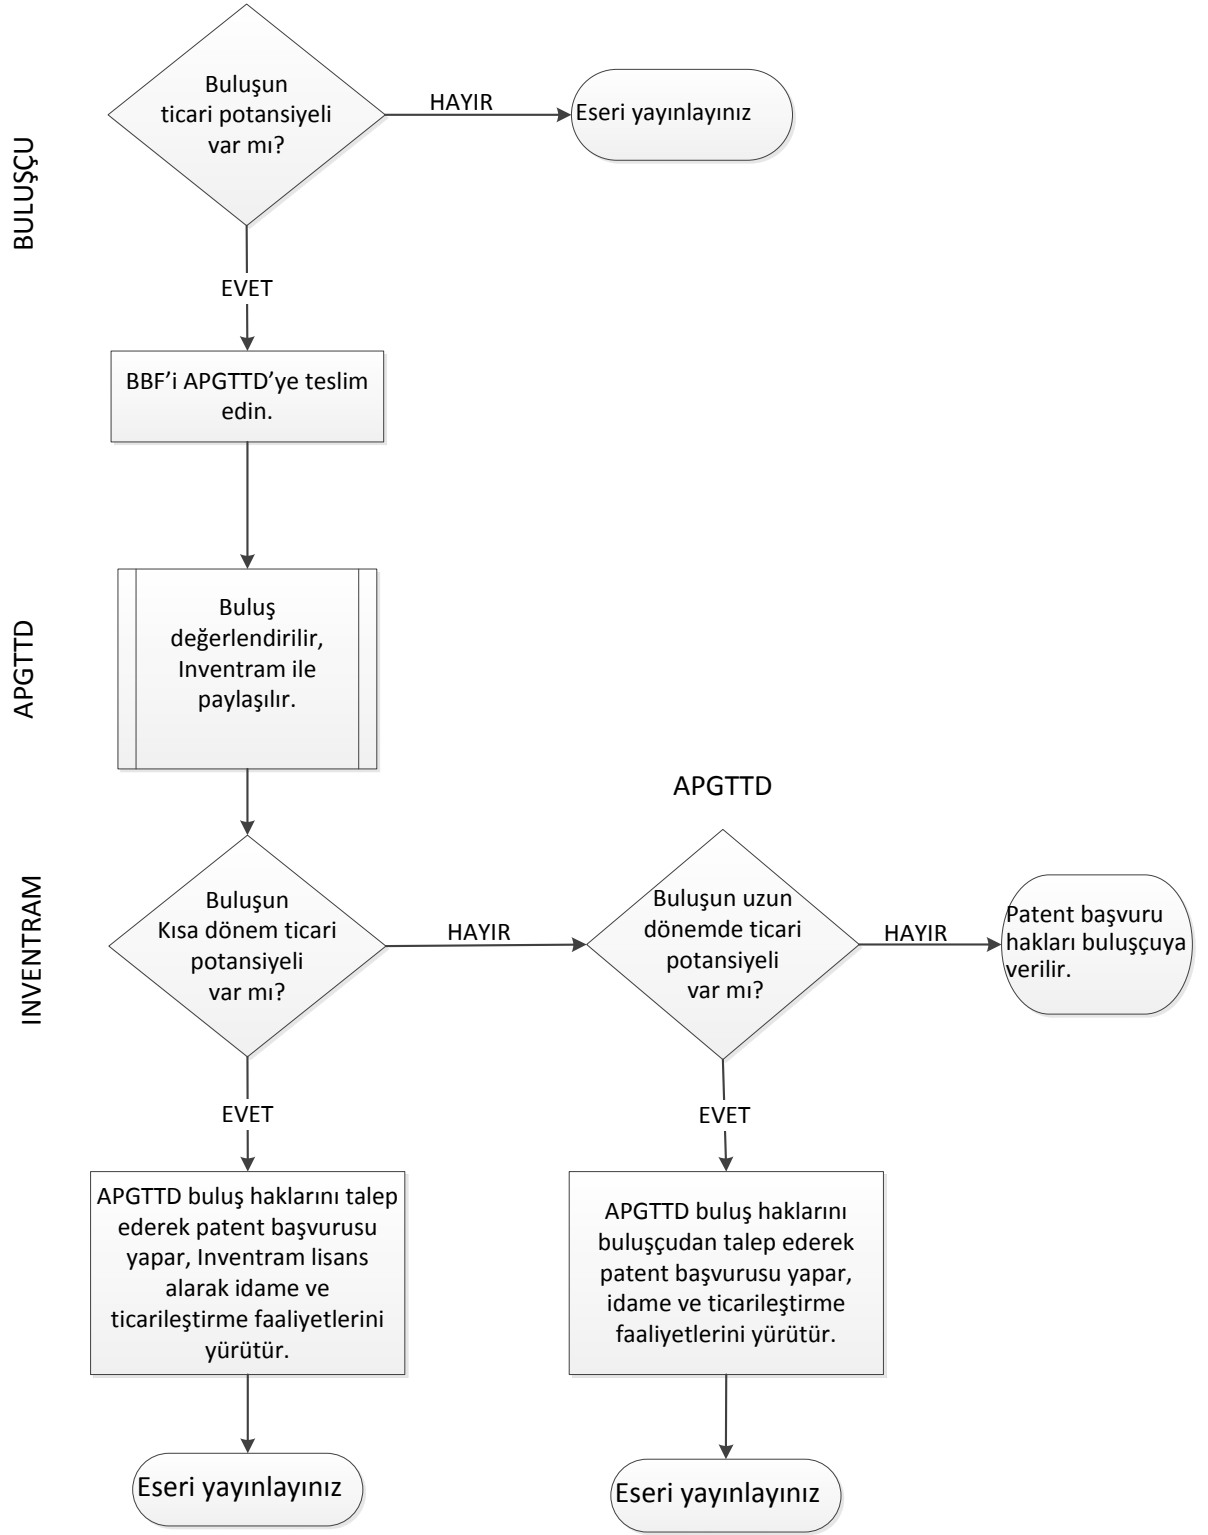 BULUŞÇU
Buluşun
ticari potansiyeli
var mı?
HAYIR
Eseri yayınlayınız
EVET
BBF’i APGTTD’ye teslim
edin.
APGTTD
Buluş
değerlendirilir,
Inventram ile
paylaşılır.
INVENTRAM
Buluşun
Kısa dönem ticari
potansiyeli
var mı?
HAYIR
APGTTD
Buluşun uzun
dönemde ticari
potansiyeli
var mı?
HAYIR
Patent başvuru
hakları buluşçuya
verilir.
EVET
APGTTD buluş haklarını talep
ederek patent başvurusu
yapar, Inventram lisans
alarak idame ve
ticarileştirme faaliyetlerini
yürütür.
Eseri yayınlayınız
EVET
APGTTD buluş haklarını
buluşçudan talep ederek
patent başvurusu yapar,
idame ve ticarileştirme
faaliyetlerini yürütür.
Eseri yayınlayınız